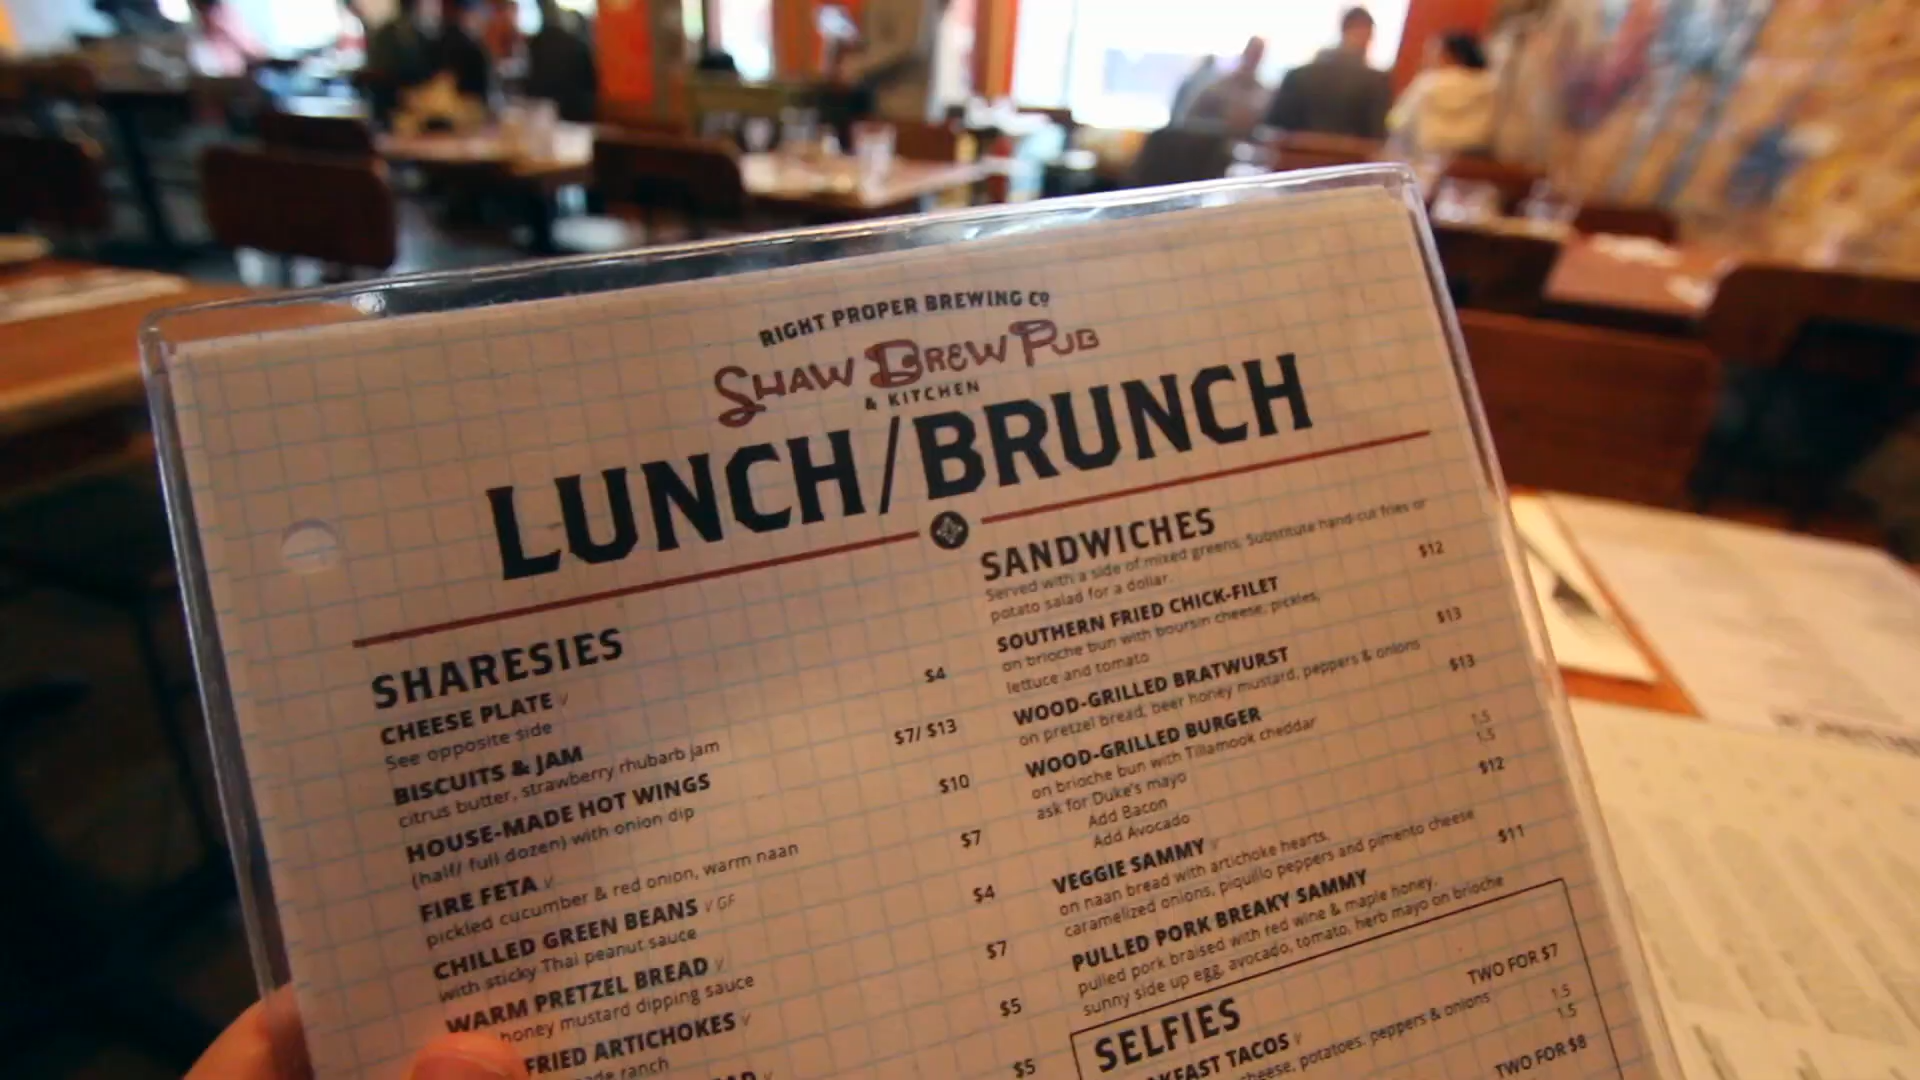 RIGHT PROPER BREWING CO
SHAW BREW PUB
& KITCHEN
LUNCH/BRUNCH
SHARESIES
CHEESE PLATE V
See opposite side
BISCUITS & JAM $4
citrus butter, strawberry rhubarb jam
HOUSE-MADE HOT WINGS $7/ $13
(half/ full dozen) with onion dip
FIRE FETA V $10
pickled cucumber & red onion, warm naan
CHILLED GREEN BEANS V GF $7
with sticky Thai peanut sauce
WARM PRETZEL BREAD V $4
honey mustard dipping sauce
FRIED ARTICHOKES V $7
ranch
$5
$5
SANDWICHES
Served with a side of mixed greens. Substitute hand-cut fries or
potato salad for a dollar.
SOUTHERN FRIED CHICK-FILET $12
on brioche bun with boursin cheese, pickles,
lettuce and tomato
WOOD-GRILLED BRATWURST $13
on pretzel bread, beer honey mustard, peppers & onions
WOOD-GRILLED BURGER $13
on brioche bun with Tillamook cheddar
ask for Duke's mayo
Add Bacon 1.5
Add Avocado 1.5
VEGGIE SAMMY V $12
on naan bread with artichoke hearts,
caramelized onions, piquillo peppers and pimento cheese
PULLED PORK BREAKY SAMMY $11
pulled pork braised with red wine & maple honey,
sunny side up egg, avocado, tomato, herb mayo on brioche
SELFIES
TACOS V TWO FOR $7
cheese, potatoes, peppers & onions
1.5
1.5
TWO FOR $8